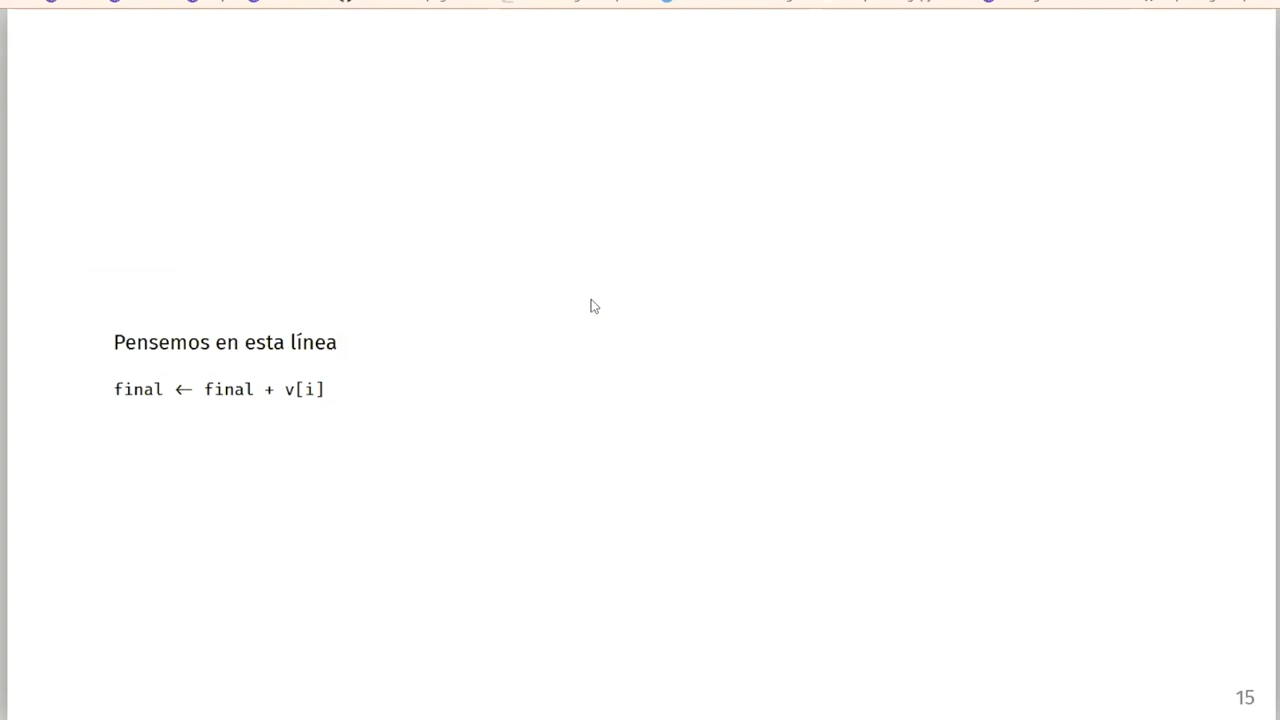 Pensemos en esta línea
final ← final + v[i]
15